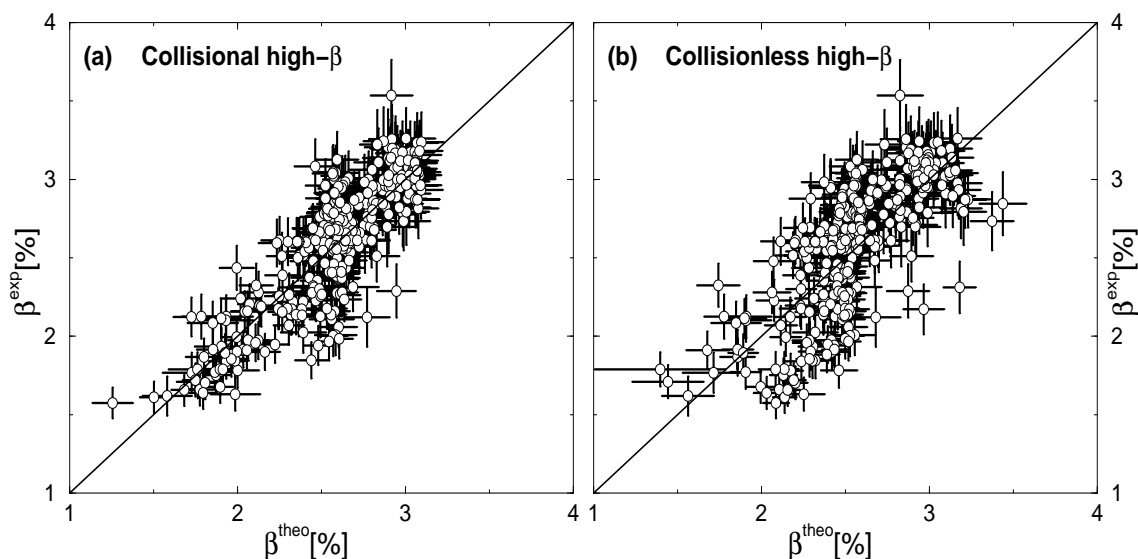 (a) Collisional high–β
(b) Collisionless high–β
4
3
2
1
β^exp[%]
1 2 3 4
β^theo[%]
1 2 3 4
β^theo[%]
4
3
2
1
β^exp[%]